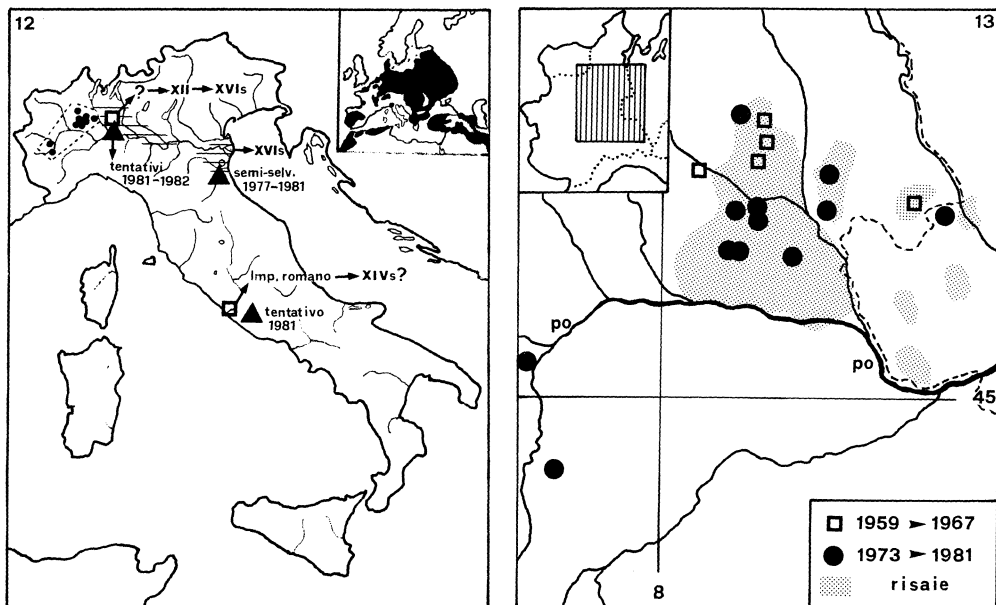 12
? → XII → XVIs
→ XVIs
tentativi
1981-1982
semi-selv.
1977-1981
Imp. romano → XIVs?
tentativo
1981
13
po
po
45
8
1959 ► 1967
1973 ► 1981
risaie